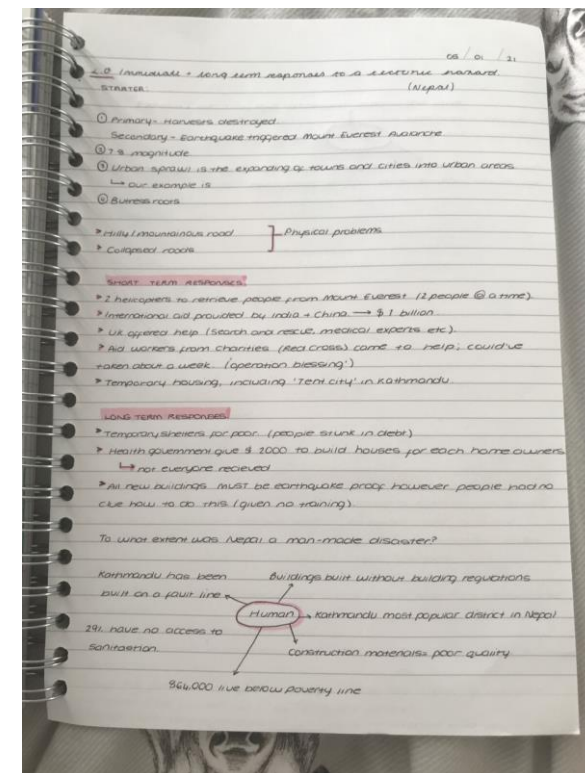 05 / 01 / 21
2.0 Immediate + long term responses to a tectonic hazard.
STARTER:
(Nepal)
① Primary - Harvests destroyed.
Secondary - Earthquake triggered Mount Everest Avalanche
7.8 magnitude
Urban sprawl is the expanding of towns and cities into urban areas.
↳ our example is
roots
➤ Hilly / mountainous road
➤ Collapsed roads
Physical problems
SHORT TERM RESPONSES
➤ 2 helicopters to retrieve people from Mount Everest (2 people @ a time).
➤ International aid provided by India + China → $ 1 billion.
➤ UK offered help (search and rescue, medical experts etc).
➤ Aid workers from charities (Red Cross) came to help; could've
taken about a week. ('operation blessing')
➤ Temporary housing, including 'Tent city' in Kathmandu.
LONG TERM RESPONSES
➤ Temporary shelters for poor. (people stunk in debt)
➤ Health government give $ 2000 to build houses for each home owners
↳ not everyone recieved
➤ All new buildings MUST be earthquake proof however people had no
clue how to do this (given no training)
To what extent was Nepal a man-made disaster?
Kathmandu has been
built on a fault line
Buildings built without building regulations
Human
Kathmandu most popular district in Nepal
29% have no access to
sanitastion.
Construction materials = poor quality
live below poverty line